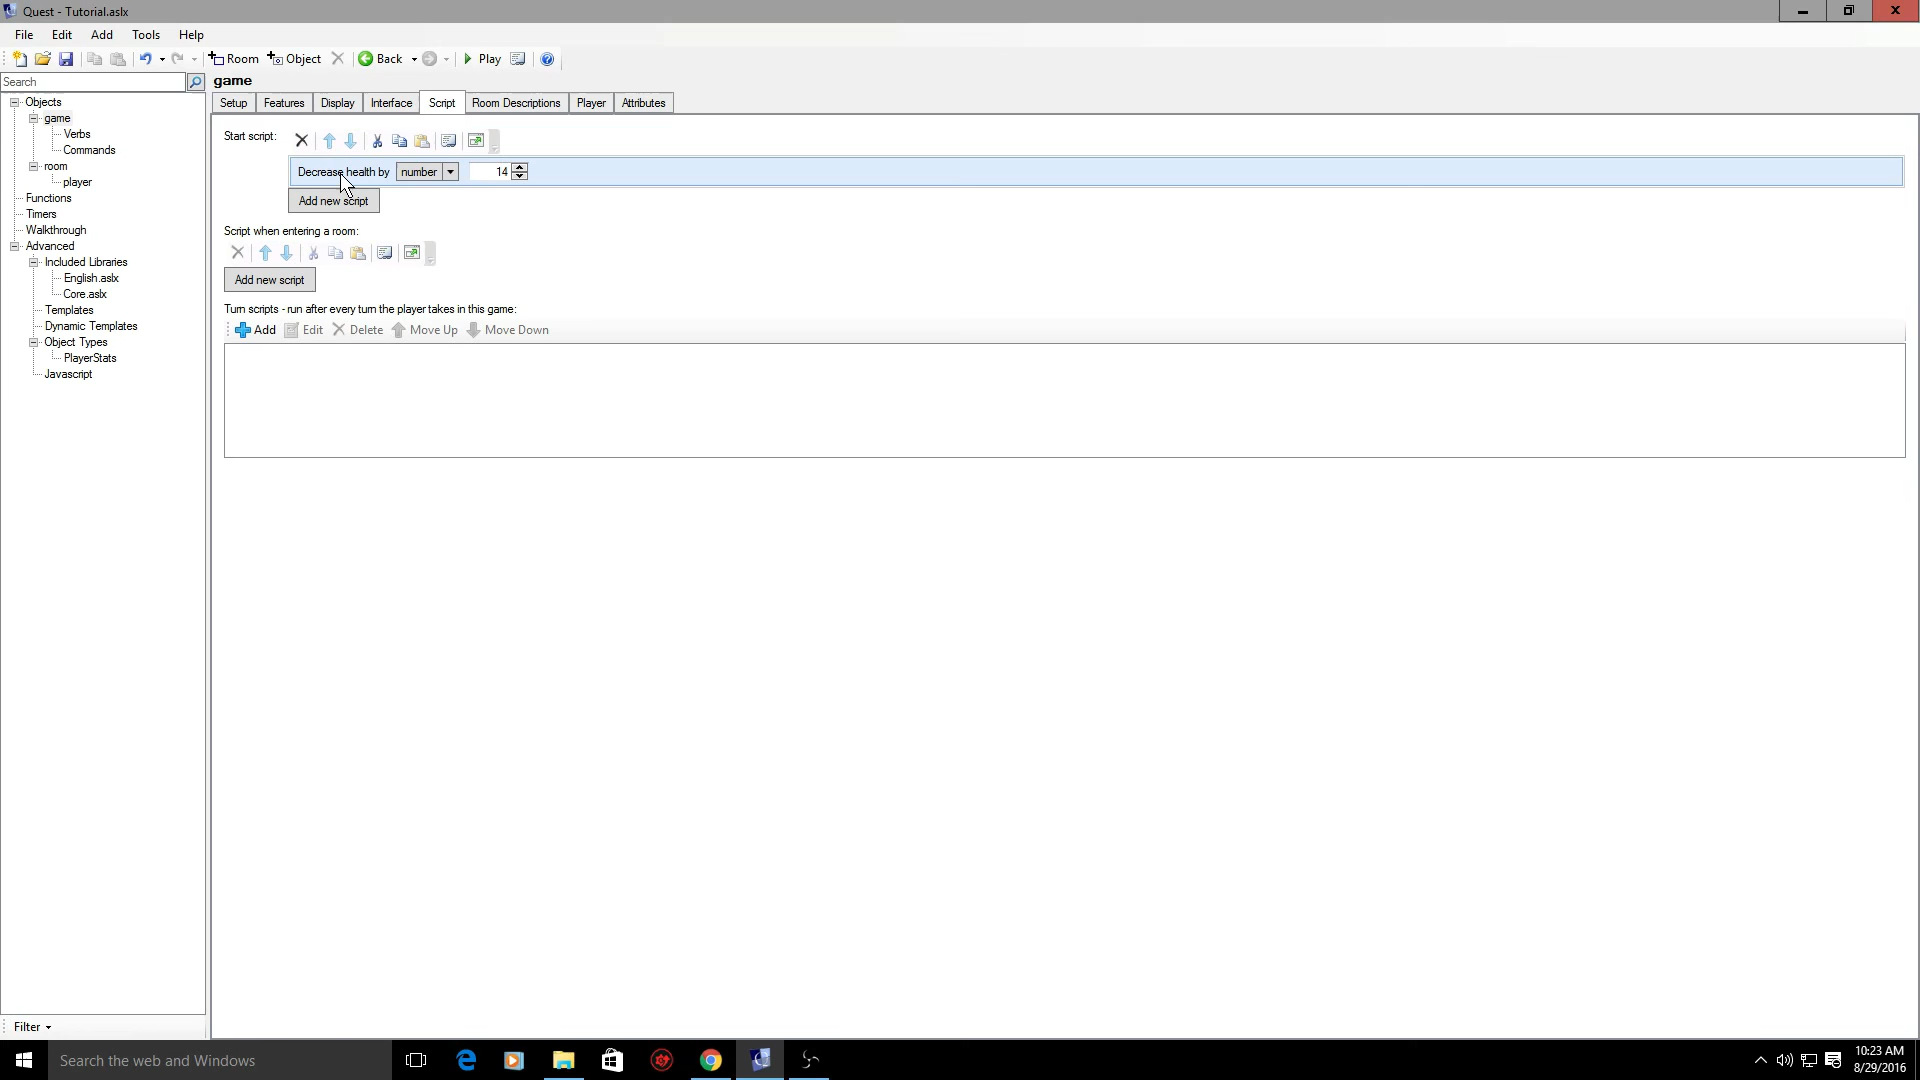 Quest - Tutorial.aslx
File Edit Add Tools Help
Room Object Back Play
Search
game
Setup Features Display Interface Script Room Descriptions Player Attributes
Objects
game
Verbs
Commands
room
player
Functions
Timers
Walkthrough
Advanced
Included Libraries
English.aslx
Core.aslx
Templates
Dynamic Templates
Object Types
PlayerStats
Javascript
Filter
Start script:
Decrease health by number 14
Add new script
Script when entering a room:
Add new script
Turn scripts - run after every turn the player takes in this game:
Add Edit Delete Move Up Move Down
Search the web and Windows
10:23 AM
8/29/2016